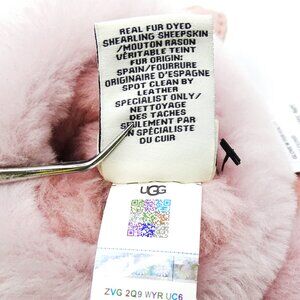 REAL FUR DYED
SHEARLING SHEEPSKIN
/MOUTON RASON
VÉRITABLE TEINT
FUR ORIGIN:
SPAIN/FOURRURE
ORIGINAIRE D'ESPAGNE
SPOT CLEAN BY
LEATHER
SPECIALIST ONLY/
NETTOYAGE
DES TACHES
SEULEMENT PAR
UN SPÉCIALISTE
DU CUIR
UGG
ZVG 2Q9 WYR UC6